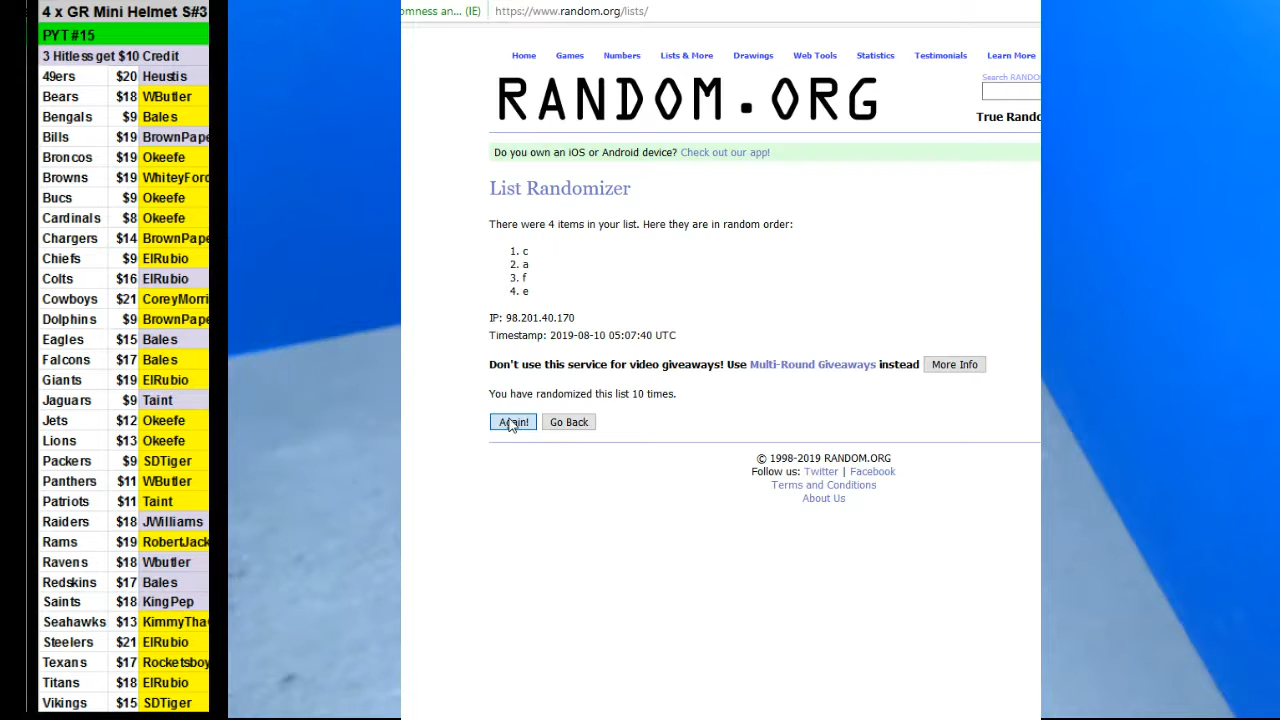 4 x GR Mini Helmet S#3
PYT #15
3 Hitless get $10 Credit
49ers $20 Heustis
Bears $18 WButler
Bengals $9 Bales
Bills $19 BrownPape
Broncos $19 Okeefe
Browns $19 WhiteyFord
Bucs $9 Okeefe
Cardinals $8 Okeefe
Chargers $14 BrownPape
Chiefs $9 ElRubio
Colts $16 ElRubio
Cowboys $21 CoreyMorri
Dolphins $9 BrownPape
Eagles $15 Bales
Falcons $17 Bales
Giants $19 ElRubio
Jaguars $9 Taint
Jets $12 Okeefe
Lions $13 Okeefe
Packers $9 SDTiger
Panthers $11 WButler
Patriots $11 Taint
Raiders $18 JWilliams
Rams $19 RobertJack
Ravens $18 Wbutler
Redskins $17 Bales
Saints $18 KingPep
Seahawks $13 KimmyTha
Steelers $21 ElRubio
Texans $17 Rocketsboy
Titans $18 ElRubio
Vikings $15 SDTiger
omness an... (IE) https://www.random.org/lists/
Home Games Numbers Lists & More Drawings Web Tools Statistics Testimonials Learn More
Search RANDO
RANDOM.ORG
True Rando
Do you own an iOS or Android device? Check out our app!
List Randomizer
There were 4 items in your list. Here they are in random order:
1. c
2. a
3. f
4. e
IP: 98.201.40.170
Timestamp: 2019-08-10 05:07:40 UTC
Don't use this service for video giveaways! Use Multi-Round Giveaways instead More Info
You have randomized this list 10 times.
Again! Go Back
© 1998-2019 RANDOM.ORG
Follow us: Twitter | Facebook
Terms and Conditions
About Us